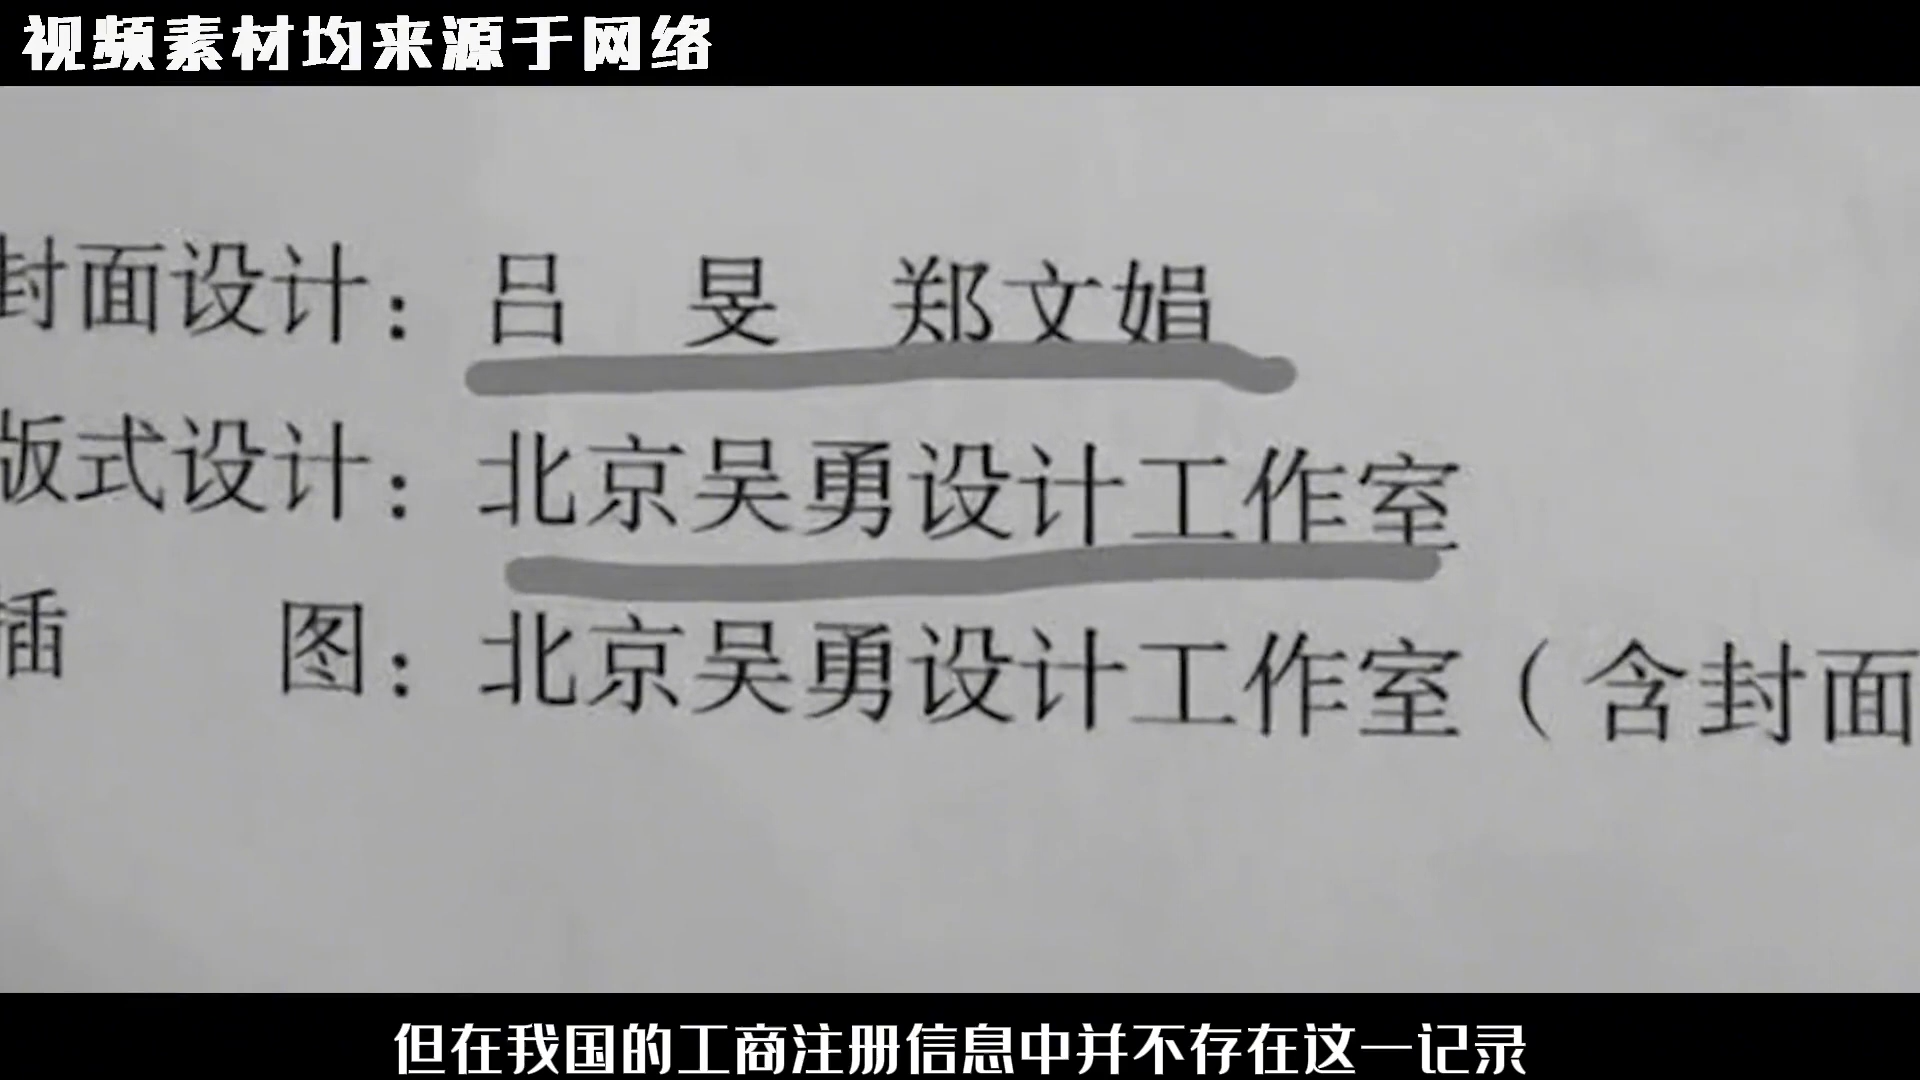 视频素材均来源于网络
封面设计：吕 旻 郑文娟
版式设计：北京吴勇设计工作室
插 图：北京吴勇设计工作室（含封面
但在我国的工商注册信息中并不存在这一记录